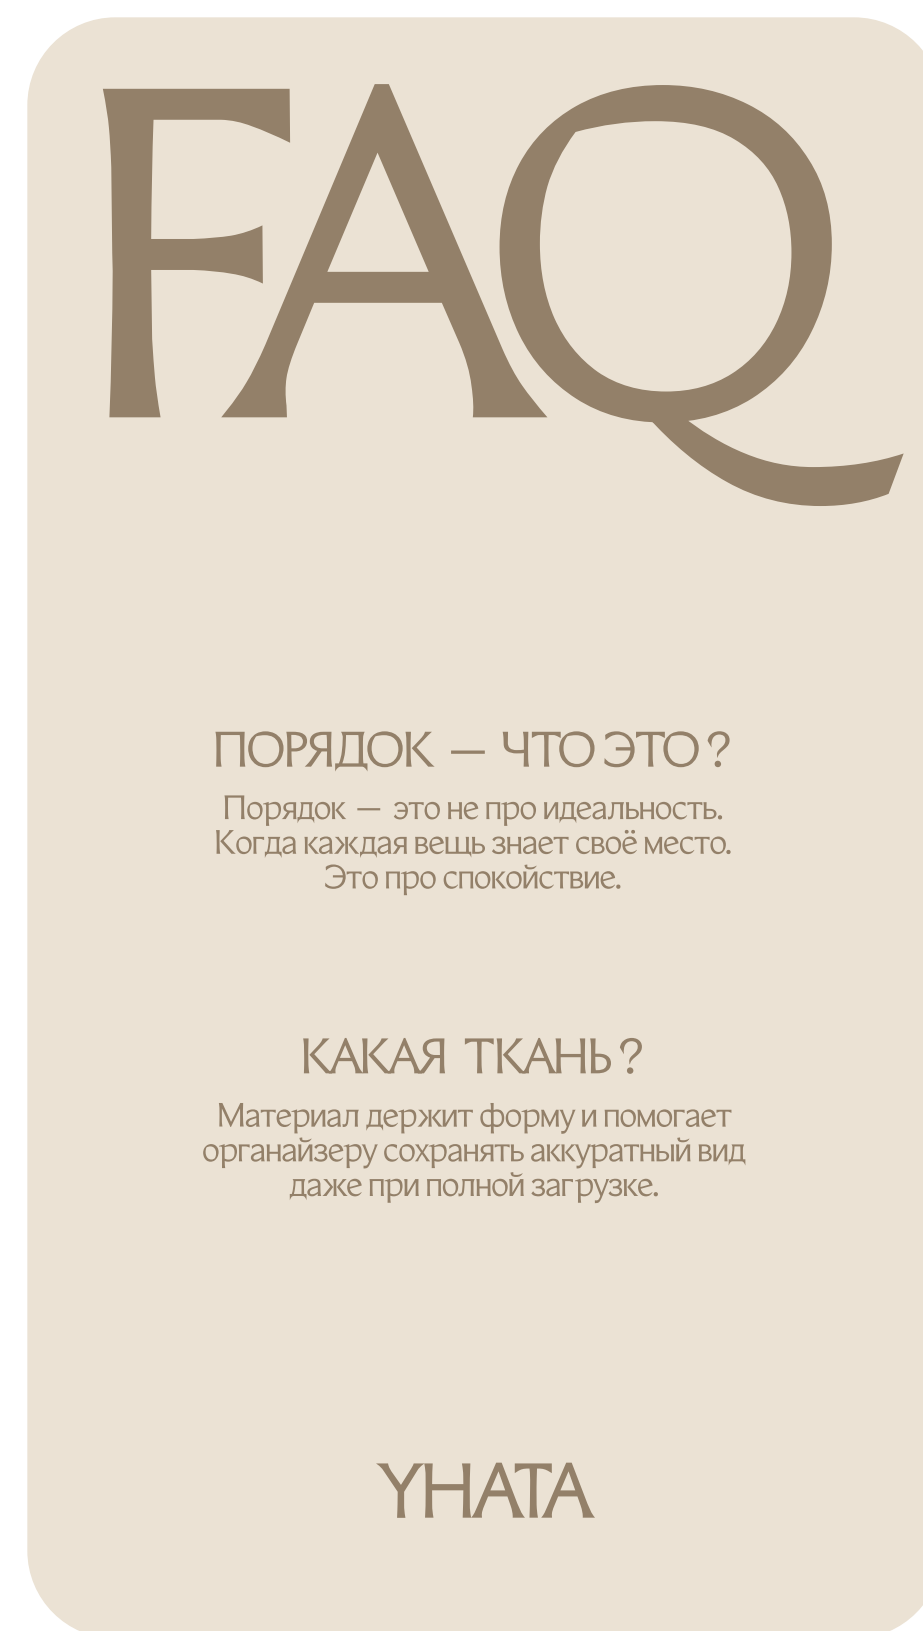 FAQ
ПОРЯДОК — ЧТО ЭТО?
Порядок — это не про идеальность.
Когда каждая вещь знает своё место.
Это про спокойствие.
КАКАЯ ТКАНЬ?
Материал держит форму и помогает
органайзеру сохранять аккуратный вид
даже при полной загрузке.
YHATA